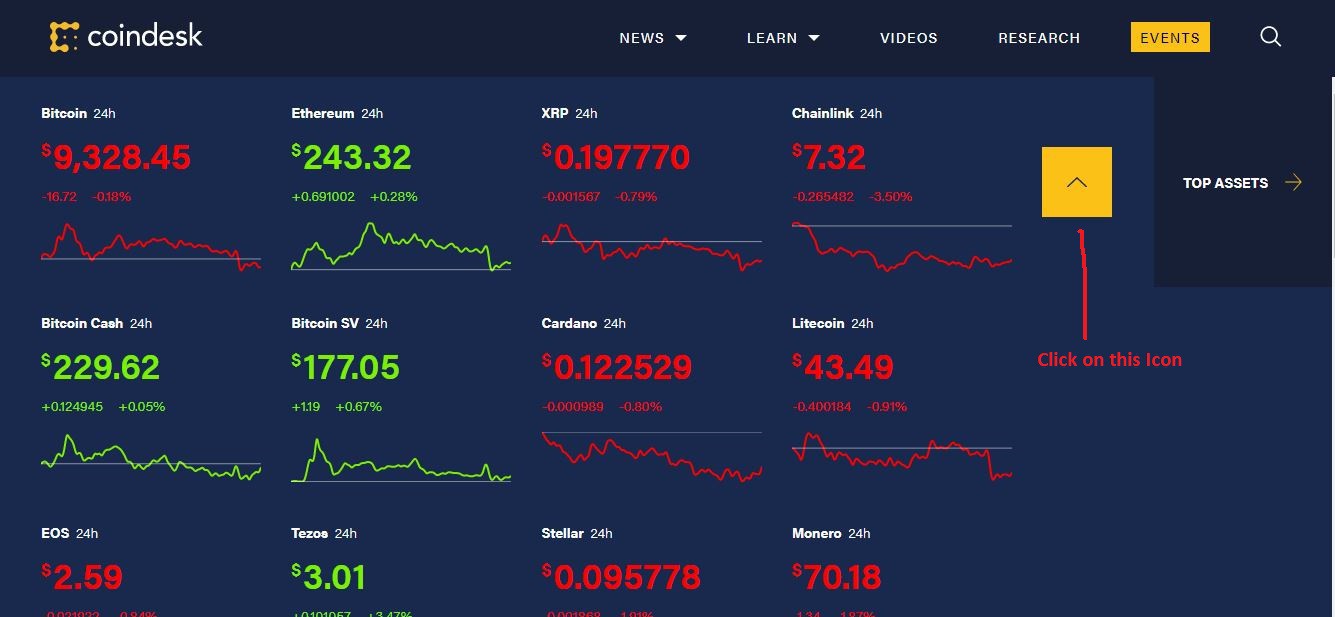 coindesk
NEWS LEARN VIDEOS RESEARCH EVENTS
Bitcoin 24h Ethereum 24h XRP 24h Chainlink 24h
$9,328.45 $243.32 $0.197770 $7.32
-16.72 -0.18% +0.691002 +0.28% -0.001567 -0.79% -0.265482 -3.50%
TOP ASSETS
Bitcoin Cash 24h Bitcoin SV 24h Cardano 24h Litecoin 24h
$229.62 $177.05 $0.122529 $43.49
Click on this Icon
+0.124945 +0.05% +1.19 +0.67% -0.000989 -0.80% -0.400184 -0.91%
EOS 24h Tezos 24h Stellar 24h Monero 24h
$2.59 $3.01 $0.095778 $70.18
+3.47%